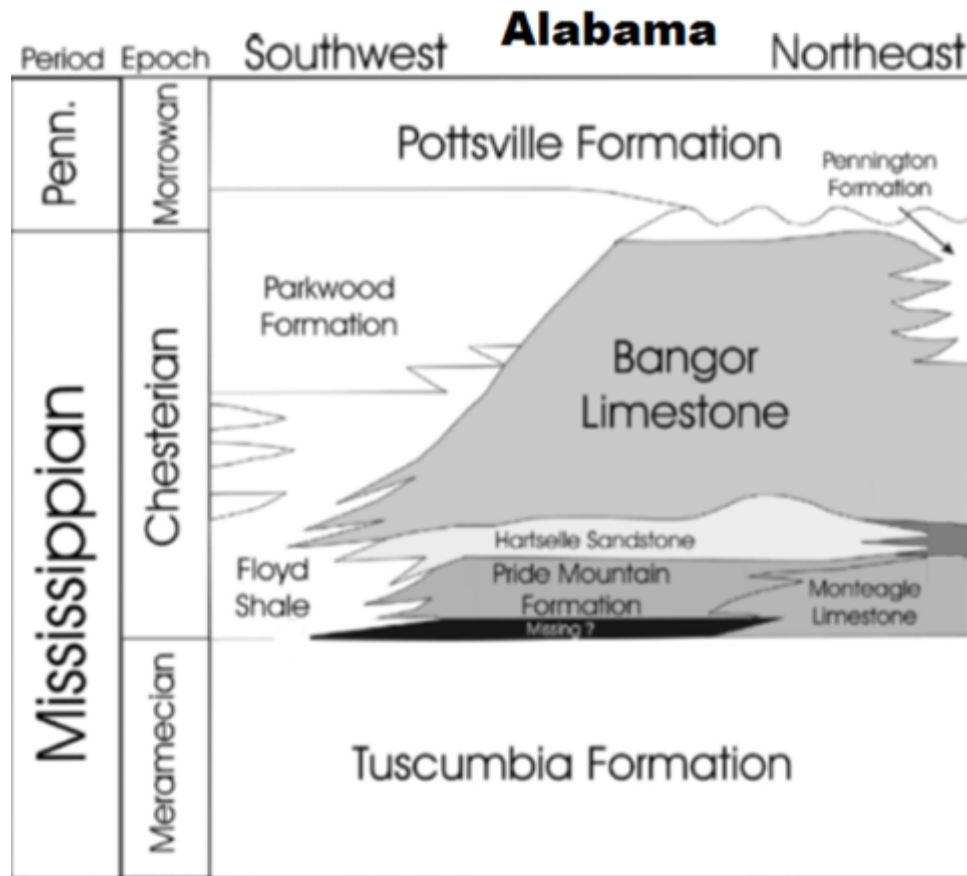 Alabama
Period Epoch Southwest Northeast
Penn.
Morrowan
Pottsville Formation
Pennington
Formation
Mississippian
Chesterian
Parkwood
Formation
Bangor
Limestone
Hartselle Sandstone
Floyd
Shale
Pride Mountain
Formation
Monteagle
Limestone
Missing ?
Meramecian
Tuscumbia Formation